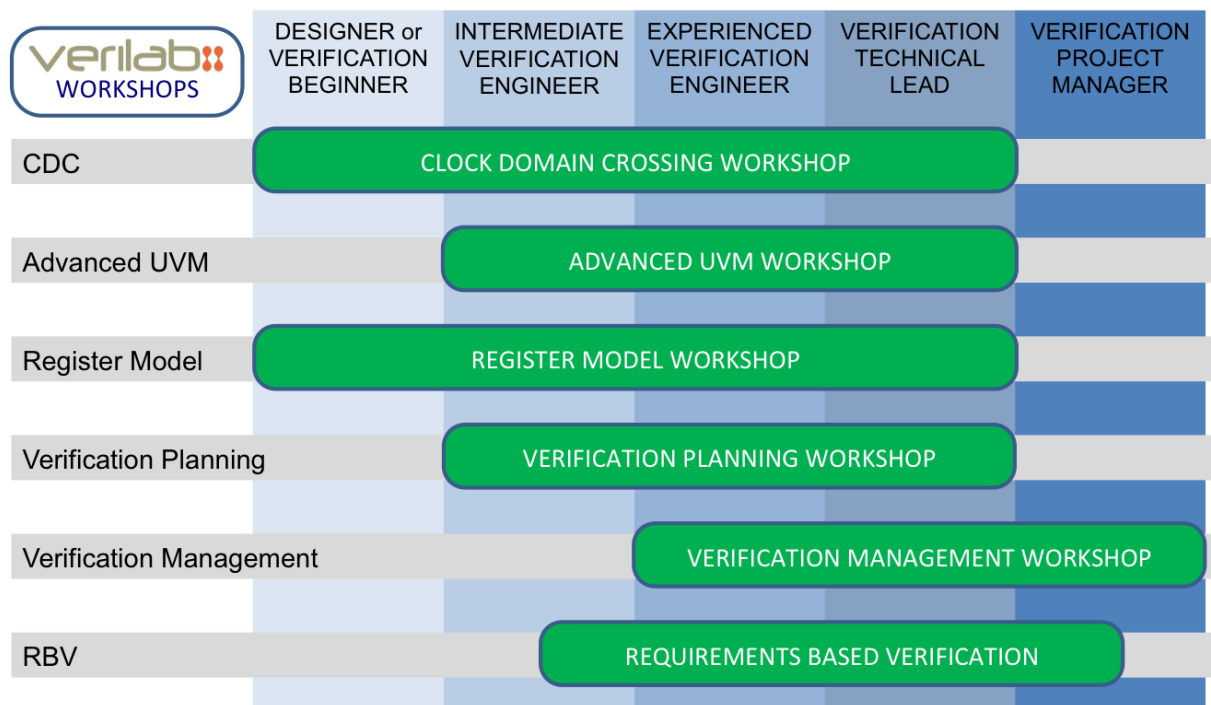 verilab
WORKSHOPS
DESIGNER or
VERIFICATION
BEGINNER
INTERMEDIATE
VERIFICATION
ENGINEER
EXPERIENCED
VERIFICATION
ENGINEER
VERIFICATION
TECHNICAL
LEAD
VERIFICATION
PROJECT
MANAGER
CDC
CLOCK DOMAIN CROSSING WORKSHOP
Advanced UVM
ADVANCED UVM WORKSHOP
Register Model
REGISTER MODEL WORKSHOP
Verification Planning
VERIFICATION PLANNING WORKSHOP
Verification Management
VERIFICATION MANAGEMENT WORKSHOP
RBV
REQUIREMENTS BASED VERIFICATION